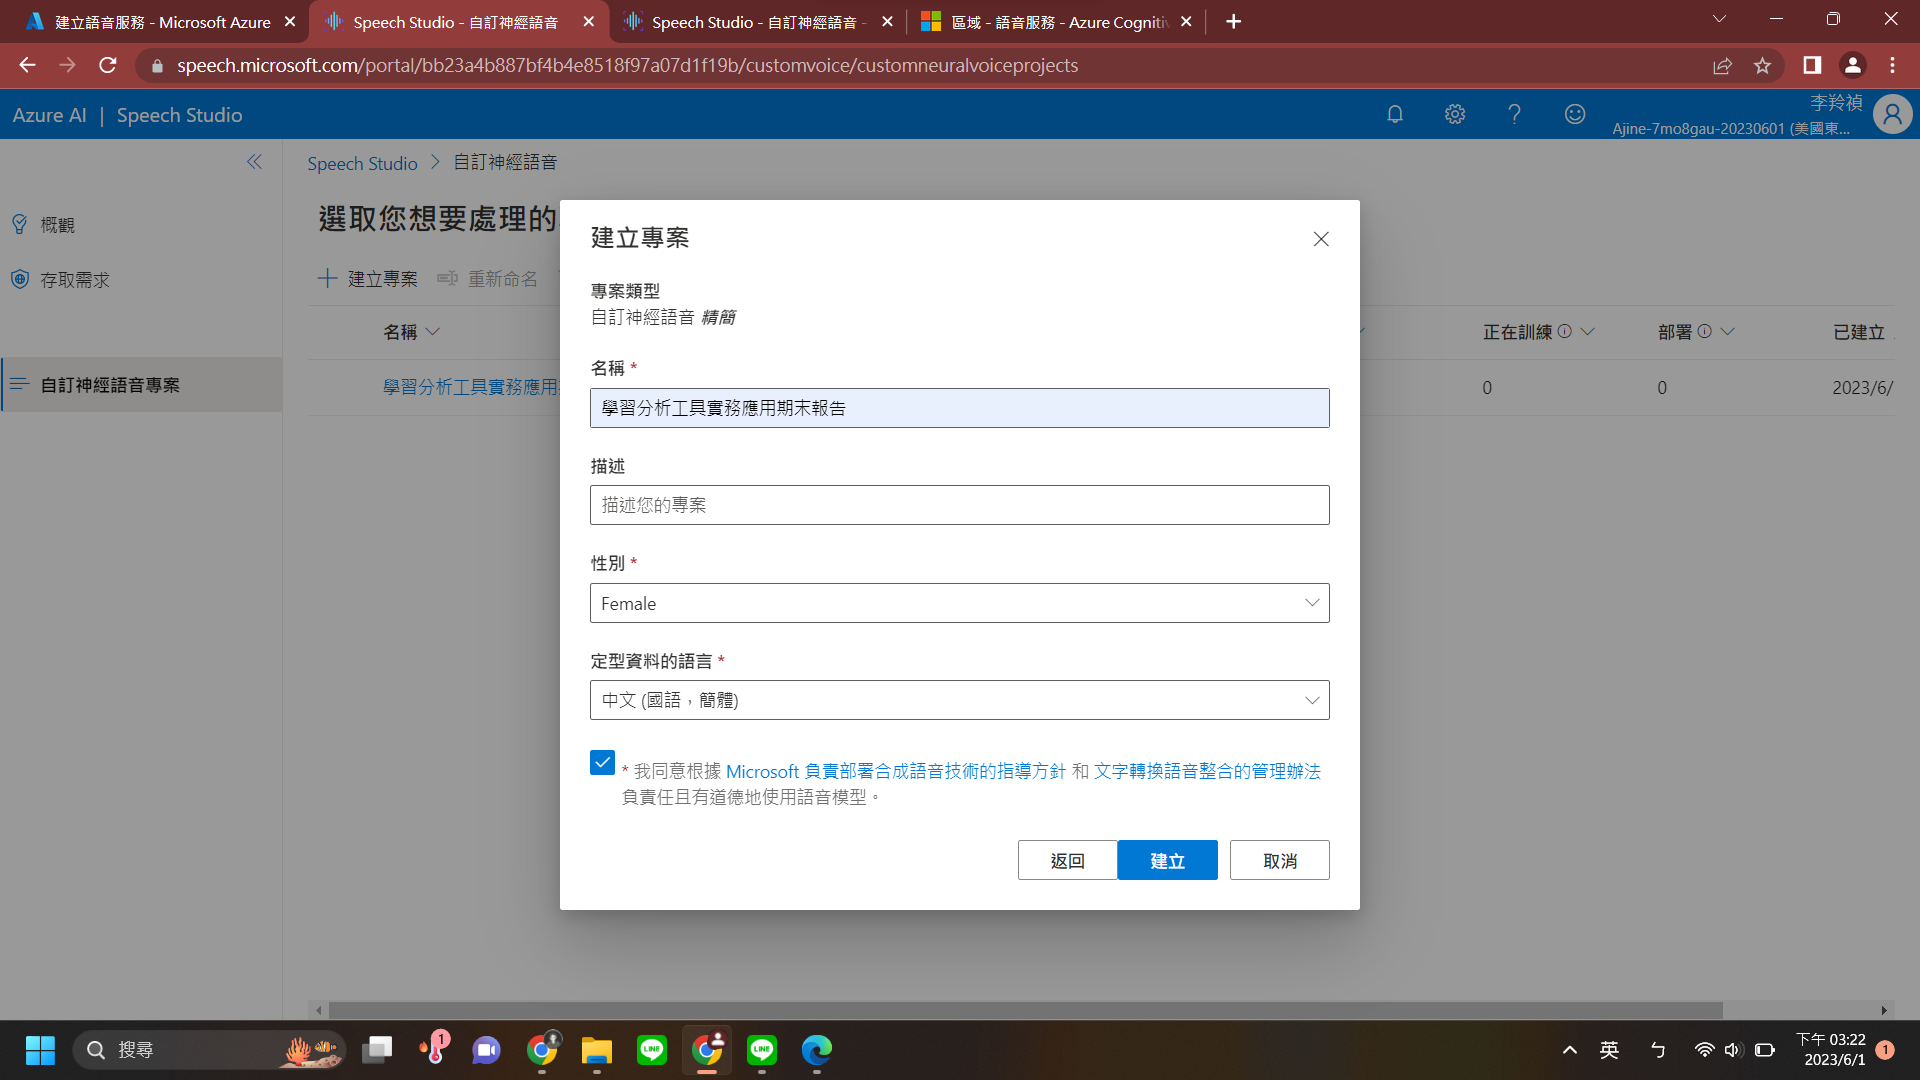 建立語音服務 - Microsoft Azure
Speech Studio - 自訂神經語音
Speech Studio - 自訂神經語音 -
區域 - 語音服務 - Azure Cogniti
speech.microsoft.com/portal/bb23a4b887bf4b4e8518f97a07d1f19b/customvoice/customneuralvoiceprojects
Azure AI | Speech Studio
李羚禎
Ajine-7mo8gau-20230601 (美國東...
Speech Studio > 自訂神經語音
概觀
存取需求
自訂神經語音專案
選取您想要處理的
建立專案
重新命名
名稱
正在訓練
部署
已建立
學習分析工具實務應用
0
0
2023/6/
建立專案
專案類型
自訂神經語音 精簡
名稱 *
學習分析工具實務應用期末報告
描述
描述您的專案
性別 *
Female
定型資料的語言 *
中文 (國語，簡體)
* 我同意根據 Microsoft 負責部署合成語音技術的指導方針 和 文字轉換語音整合的管理辦法
負責任且有道德地使用語音模型。
返回
建立
取消
搜尋
1
LINE
LINE
英
ㄅ
下午 03:22
2023/6/1
1